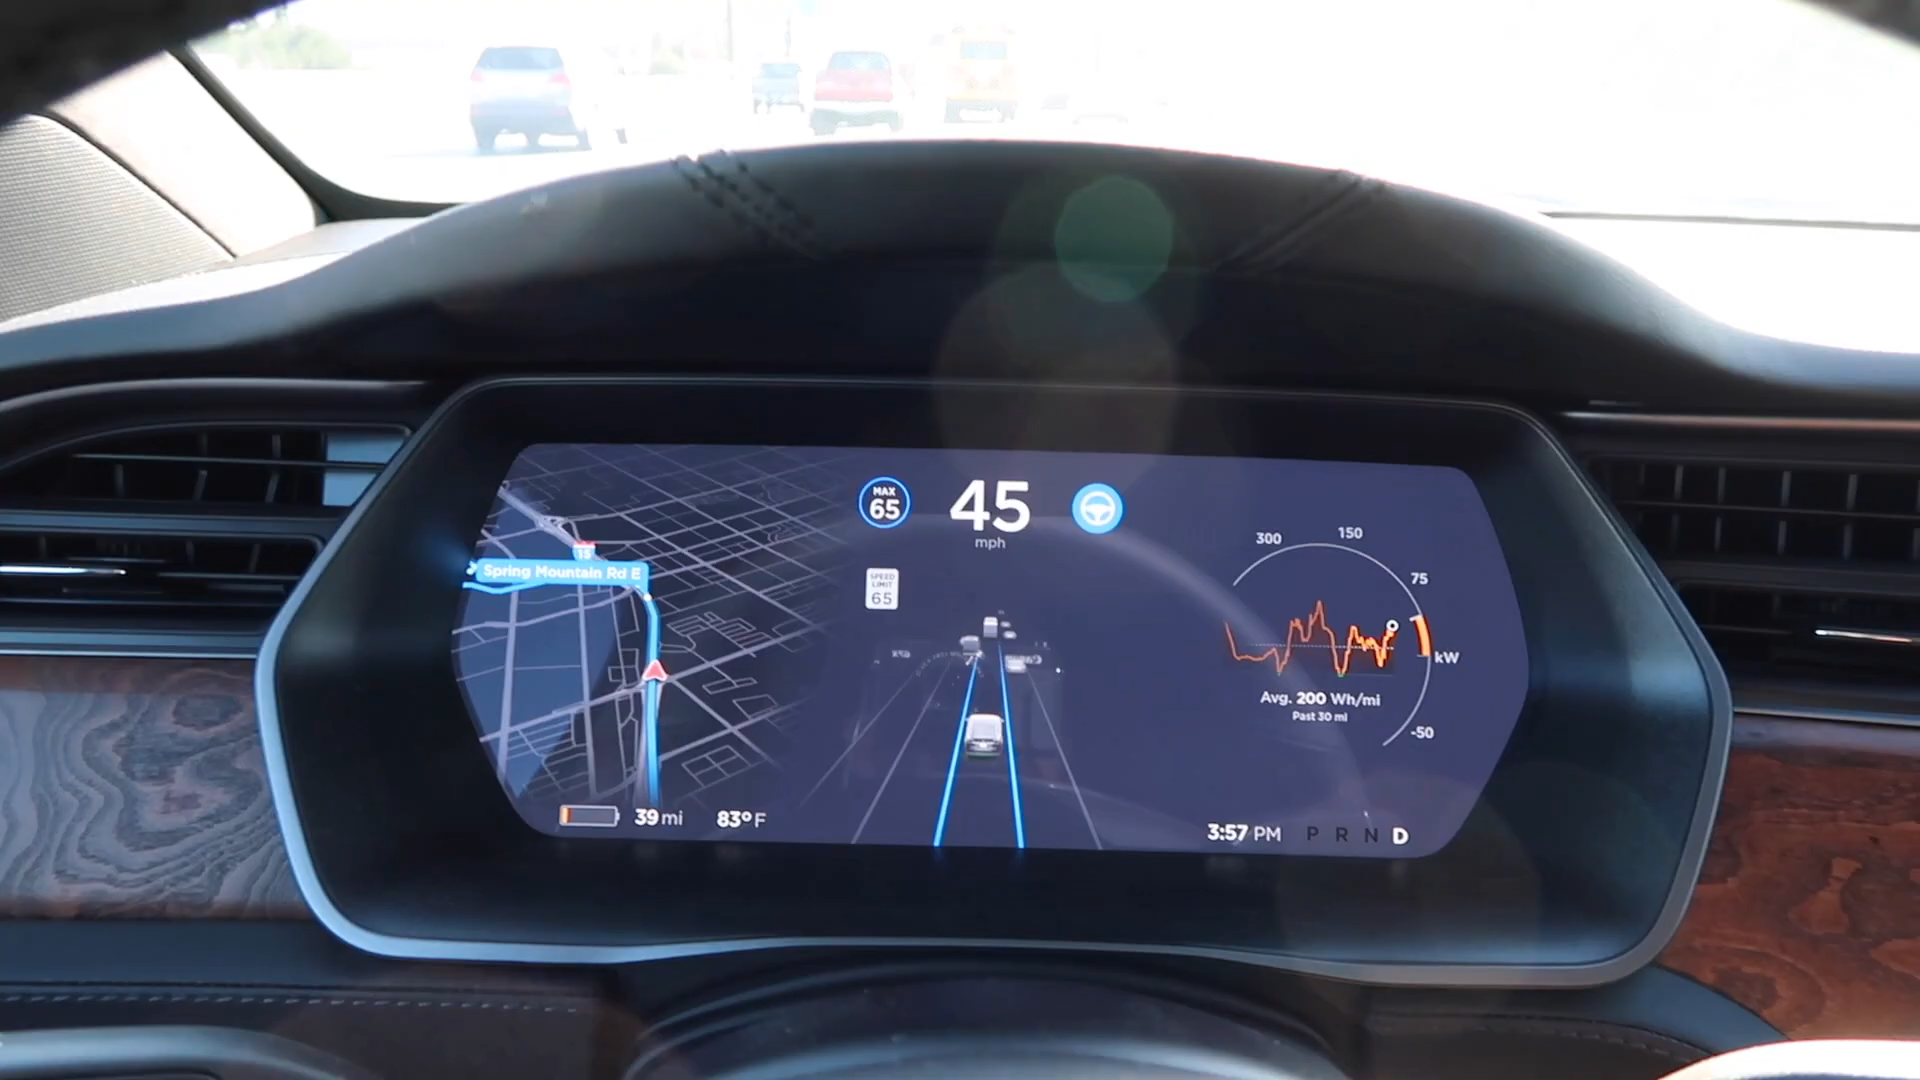 MAX
65
45
mph
SPEED
LIMIT
65
15
Spring Mountain Rd E
300
150
75
kW
-50
Avg. 200 Wh/mi
Past 30 mi
39 mi
83° F
3:57 PM
P R N D